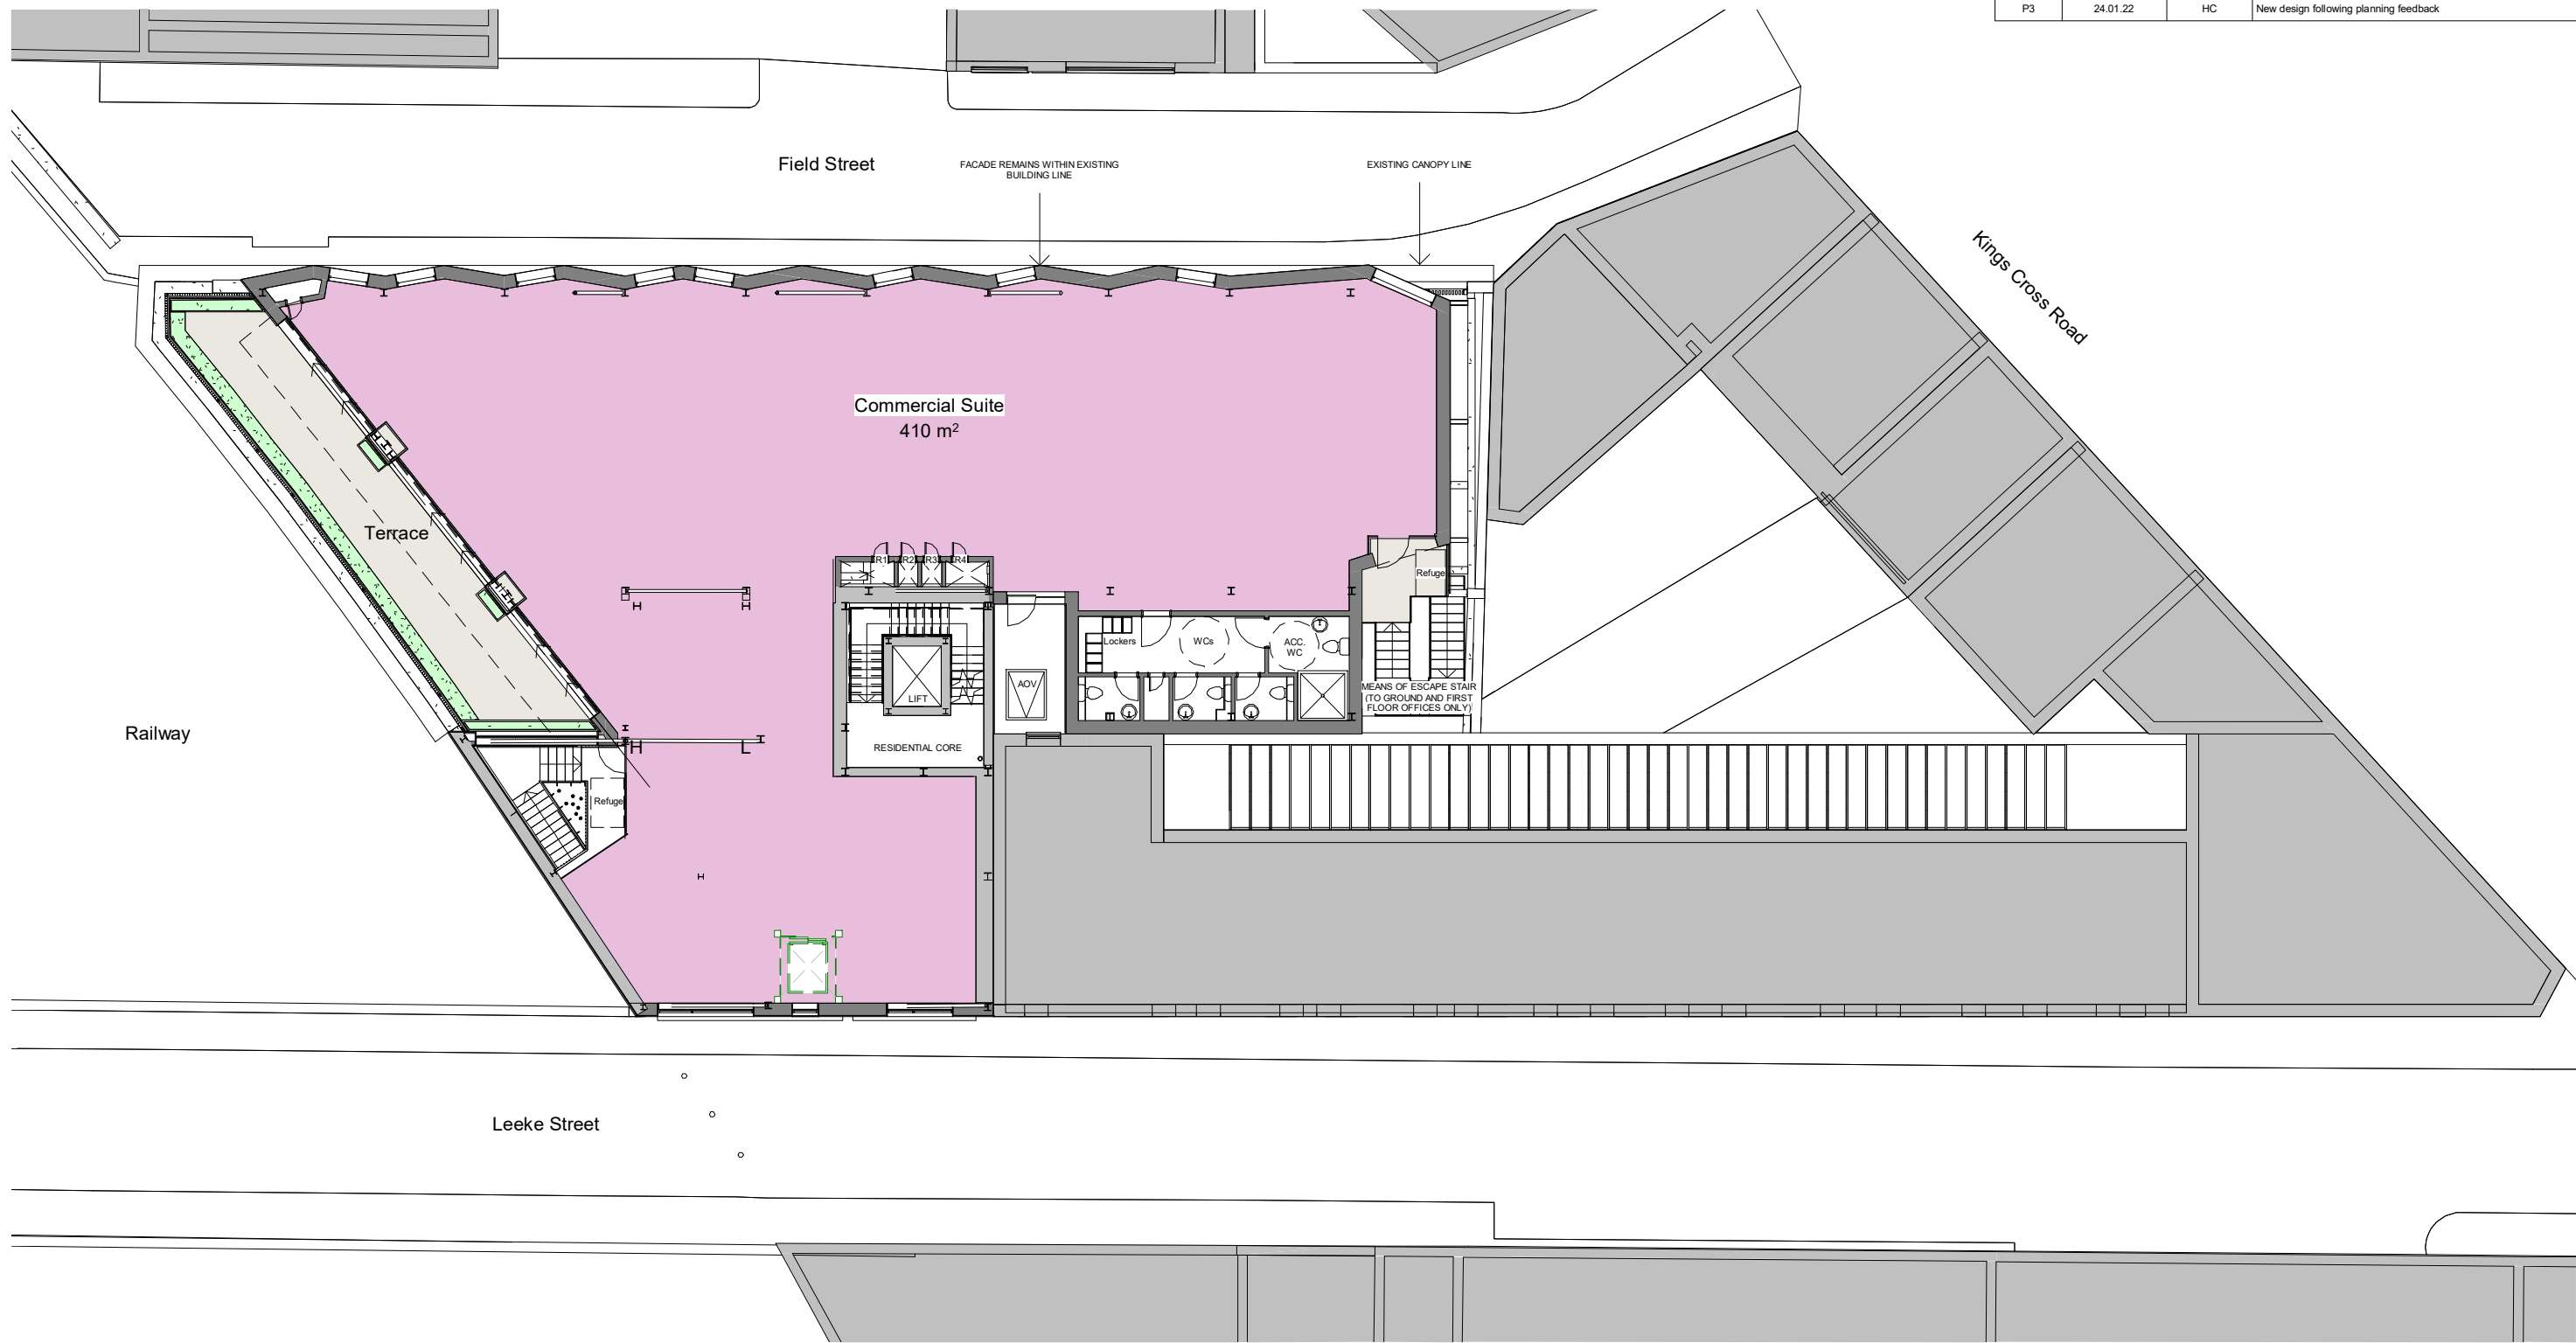 P3 24.01.22 HC New design following planning feedback
Field Street
FACADE REMAINS WITHIN EXISTING
BUILDING LINE
EXISTING CANOPY LINE
Kings Cross Road
Commercial Suite
410 m²
Terrace
R1 R2 R3 R4
Refuge
Lockers
WCs
ACC.
WC
AOV
LIFT
MEANS OF ESCAPE STAIR
(TO GROUND AND FIRST
FLOOR OFFICES ONLY)
Railway
RESIDENTIAL CORE
Refuge
Leeke Street